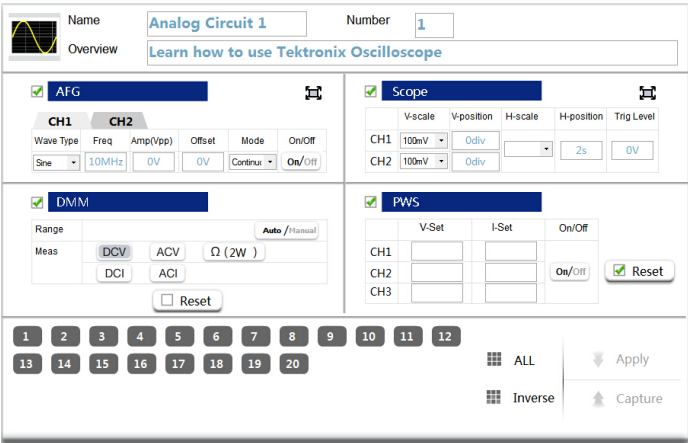 Name Analog Circuit 1 Number 1
Overview Learn how to use Tektronix Oscilloscope
AFG
CH1 CH2
Wave Type Freq Amp(Vpp) Offset Mode On/Off
Sine 10MHz 0V 0V Continuc On/Off
Scope
V-scale V-position H-scale H-position Trig Level
CH1 100mV 0div 2s 0V
CH2 100mV 0div
DMM
Range Auto /Manual
Meas DCV ACV Ω (2W )
DCI ACI
Reset
PWS
V-Set I-Set On/Off
CH1
CH2 On/Off Reset
CH3
1 2 3 4 5 6 7 8 9 10 11 12
13 14 15 16 17 18 19 20
ALL Apply
Inverse Capture